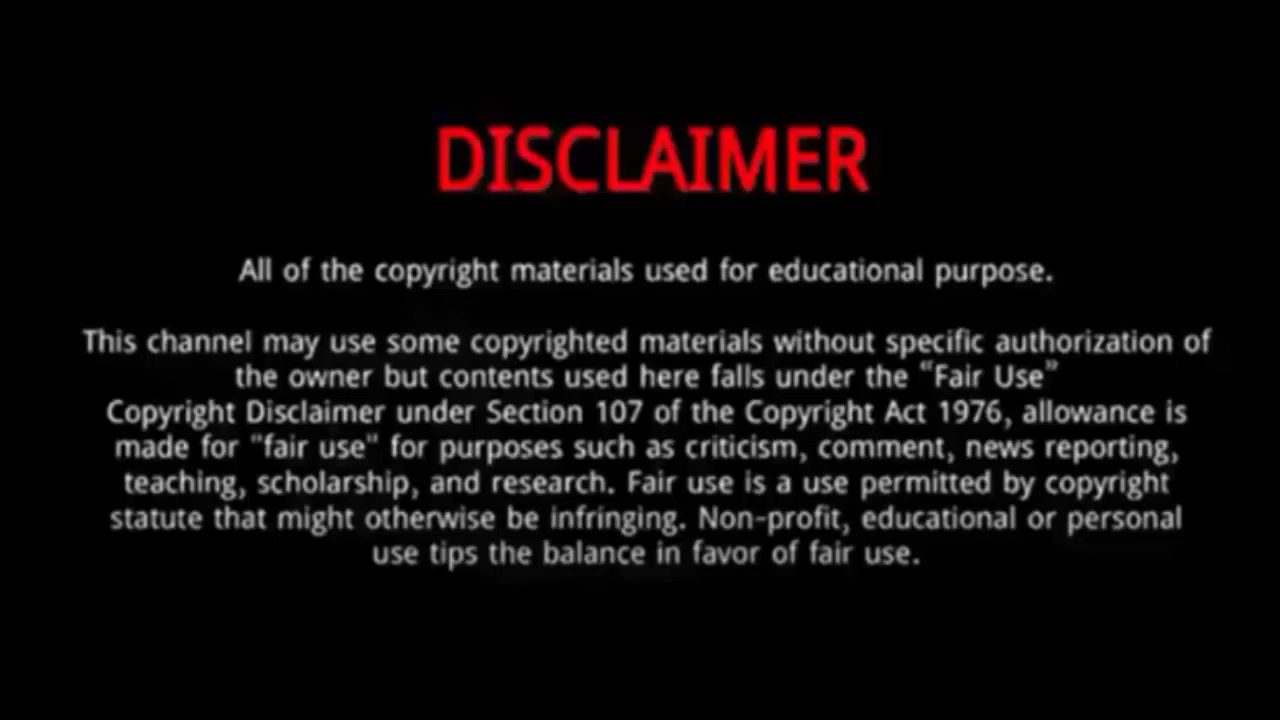 DISCLAIMER
All of the copyright materials used for educational purpose.
This channel may use some copyrighted materials without specific authorization of
the owner but contents used here falls under the “Fair Use”
Copyright Disclaimer under Section 107 of the Copyright Act 1976, allowance is
made for "fair use" for purposes such as criticism, comment, news reporting,
teaching, scholarship, and research. Fair use is a use permitted by copyright
statute that might otherwise be infringing. Non-profit, educational or personal
use tips the balance in favor of fair use.